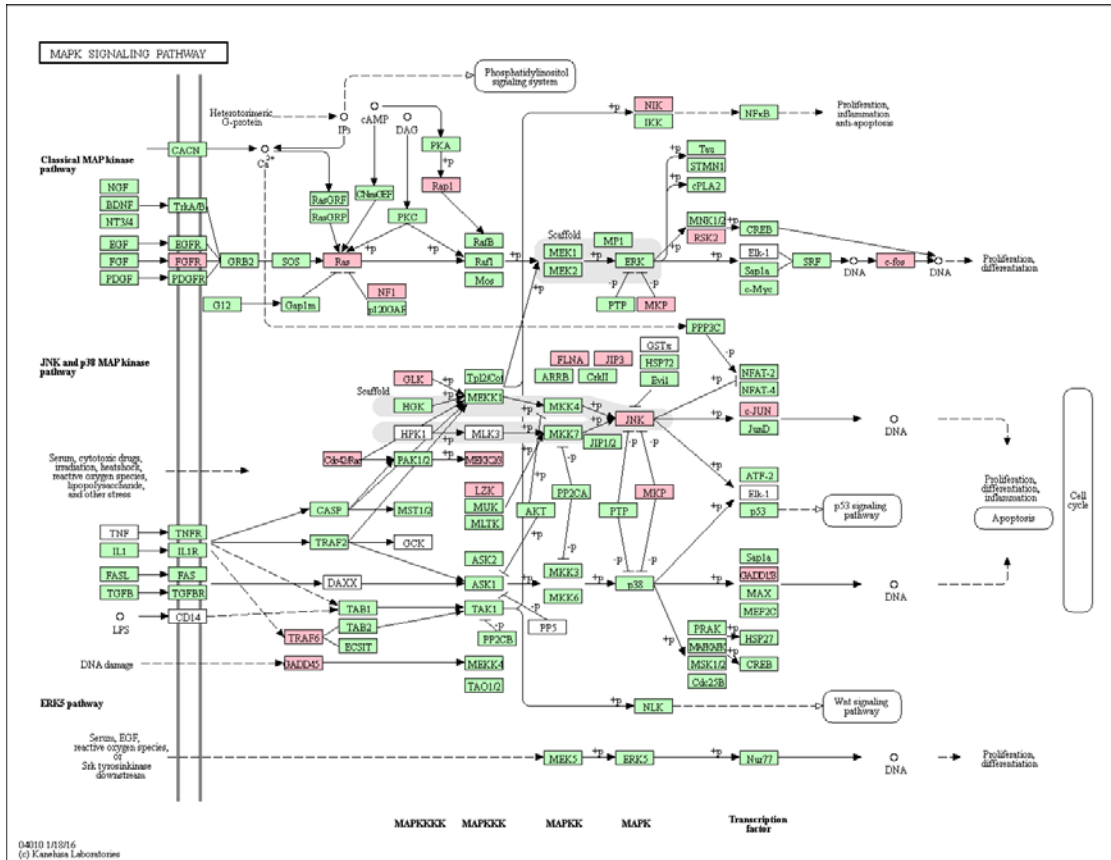 MAPK SIGNALING PATHWAY
Phosphatidylinositol
signaling system
Heterotorimeric
G-protein
IP3
cAMP
DAG
PKA
+p
NIK
IKK
+p
NFκB
Proliferation,
inflammation
anti-apoptosis
CACN
Ca2+
Classical MAP kinase
pathway
NGF
BDNF
NT3/4
TrkA/B
RasGRF
RasGRP
CNrasGEF
PKC
Rap1
+p
Tau
STMN1
cPLA2
+p
EGF
FGF
PDGF
EGFR
FGFR
PDGFR
GRB2
SOS
Ras
+p
RafB
Raf1
Mos
+p
Scaffold
MEK1
MEK2
MP1
ERK
+p
MNK1/2
RSK2
CREB
Elk-1
Sap1a
c-Myc
SRF
DNA
c-fos
DNA
Proliferation,
differentiation
G12
Gap1m
NF1
p120GAP
PTP
MKP
-p
-p
PPP3C
-p
JNK and p38 MAP kinase
pathway
Scaffold
GLK
HGK
HPK1
Cdc42/Rac
PAK1/2
Tpl2/Cot
MEKK1
MLK3
MEKK2/3
LZK
MUK
MLTK
FLNA
JIP3
ARRB
CrkII
GSTπ
HSP72
Evi1
MKK4
MKK7
JNK
JIP1/2
NFAT-2
NFAT-4
c-JUN
JunD
DNA
Serum, cytotoxic drugs,
irradiation, heatshock,
reactive oxygen species,
lipopolysaccharide,
and other stress
CASP
MST1/2
TRAF2
GCK
AKT
PP2CA
PTP
MKP
ATF-2
Elk-1
p53
p53 signaling
pathway
Proliferation,
differentiation,
inflammation
Apoptosis
Cell
cycle
TNF
TNFR
IL1
IL1R
FASL
FAS
TGFB
TGFBR
LPS
CD14
DAXX
ASK2
ASK1
MKK3
MKK6
p38
Sap1a
GADD153
MAX
MEF2C
DNA
TAB1
TAB2
ECSIT
TRAF6
TAK1
PP2CB
PP5
PRAK
MAPKAPK
MSK1/2
Cdc25B
HSP27
CREB
DNA damage
GADD45
MEKK4
TAO1/2
ERK5 pathway
NLK
+p
Wnt signaling
pathway
Serum, EGF,
reactive oxygen species,
or
Srk tyrosinkinase
downstream
MEK5
+p
ERK5
+p
Nur77
DNA
Proliferation,
differentiation
MAPKKKK
MAPKKK
MAPKK
MAPK
Transcription
factor
04010 1/18/16
(c) Kanehisa Laboratories